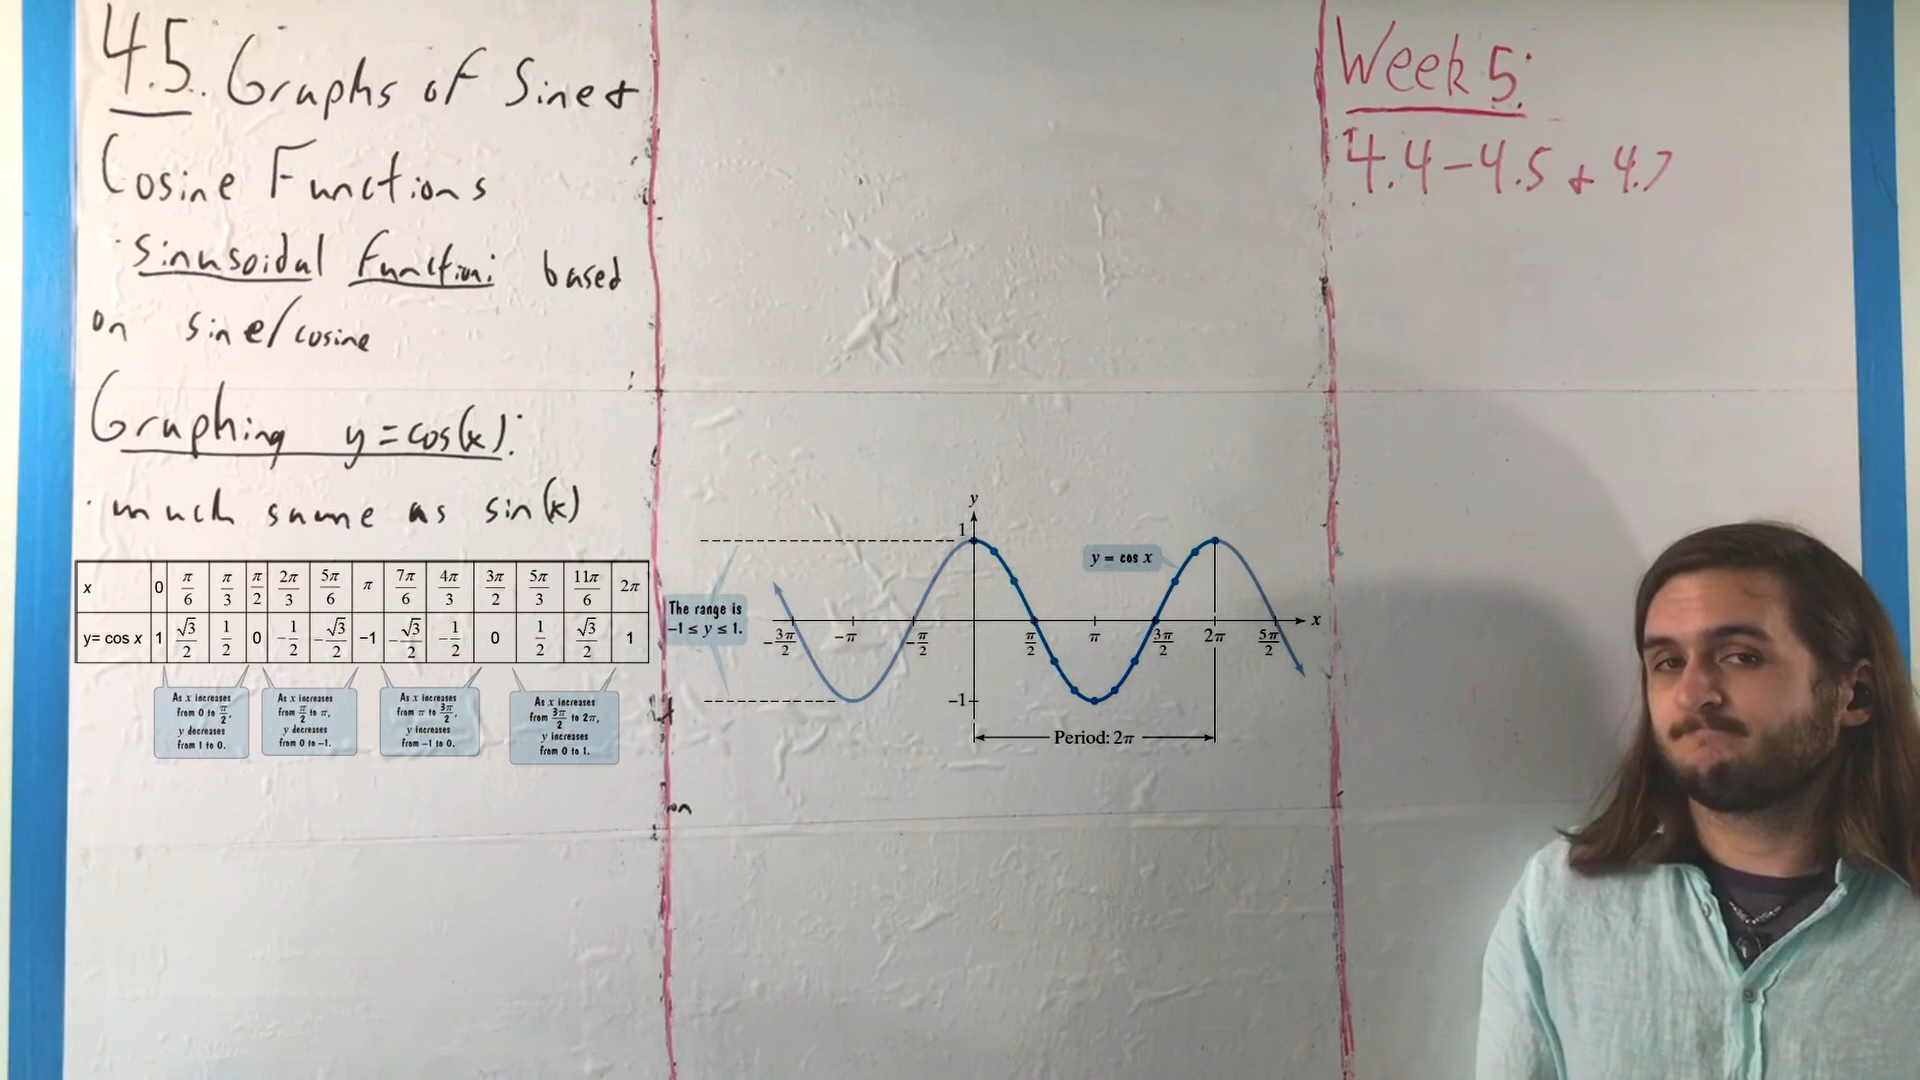 4.5. Graphs of Sine &
Cosine Functions
· sinusoidal function: based
on sine/cosine
Graphing y=cos(x):
· much same as sin(x)
x 0 π/6 π/3 π/2 2π/3 5π/6 π 7π/6 4π/3 3π/2 5π/3 11π/6 2π
y= cos x 1 √3/2 1/2 0 -1/2 -√3/2 -1 -√3/2 -1/2 0 1/2 √3/2 1
As x increases
from 0 to π/2,
y decreases
from 1 to 0.
As x increases
from π/2 to π,
y decreases
from 0 to -1.
As x increases
from π to 3π/2,
y increases
from -1 to 0.
As x increases
from 3π/2 to 2π,
y increases
from 0 to 1.
on
y
1
y = cos x
The range is
-1 ≤ y ≤ 1.
x
-3π/2 -π -π/2 π/2 π 3π/2 2π 5π/2
-1
Period: 2π
Week 5:
4.4-4.5 & 4.7